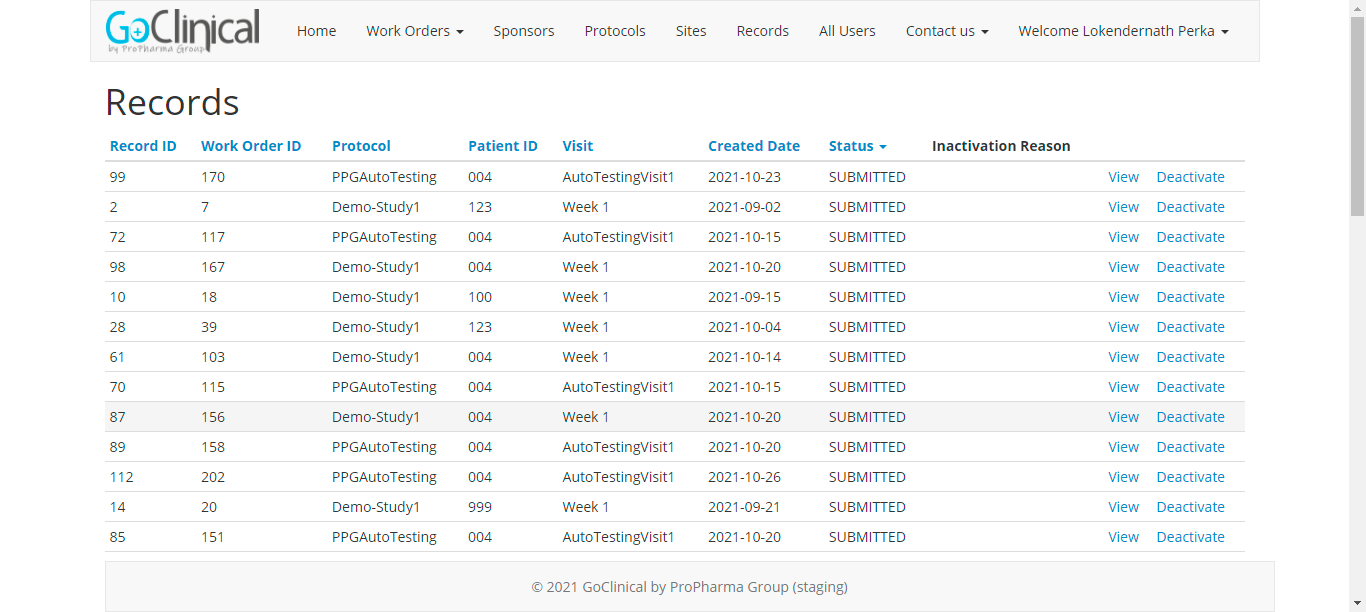 GoClinical
by ProPharma Group
Home Work Orders Sponsors Protocols Sites Records All Users Contact us Welcome Lokendernath Perka
Records
Record ID Work Order ID Protocol Patient ID Visit Created Date Status Inactivation Reason
99 170 PPGAutoTesting 004 AutoTestingVisit1 2021-10-23 SUBMITTED View Deactivate
2 7 Demo-Study1 123 Week 1 2021-09-02 SUBMITTED View Deactivate
72 117 PPGAutoTesting 004 AutoTestingVisit1 2021-10-15 SUBMITTED View Deactivate
98 167 Demo-Study1 004 Week 1 2021-10-20 SUBMITTED View Deactivate
10 18 Demo-Study1 100 Week 1 2021-09-15 SUBMITTED View Deactivate
28 39 Demo-Study1 123 Week 1 2021-10-04 SUBMITTED View Deactivate
61 103 Demo-Study1 004 Week 1 2021-10-14 SUBMITTED View Deactivate
70 115 PPGAutoTesting 004 AutoTestingVisit1 2021-10-15 SUBMITTED View Deactivate
87 156 Demo-Study1 004 Week 1 2021-10-20 SUBMITTED View Deactivate
89 158 PPGAutoTesting 004 AutoTestingVisit1 2021-10-20 SUBMITTED View Deactivate
112 202 PPGAutoTesting 004 AutoTestingVisit1 2021-10-26 SUBMITTED View Deactivate
14 20 Demo-Study1 999 Week 1 2021-09-21 SUBMITTED View Deactivate
85 151 PPGAutoTesting 004 AutoTestingVisit1 2021-10-20 SUBMITTED View Deactivate
© 2021 GoClinical by ProPharma Group (staging)